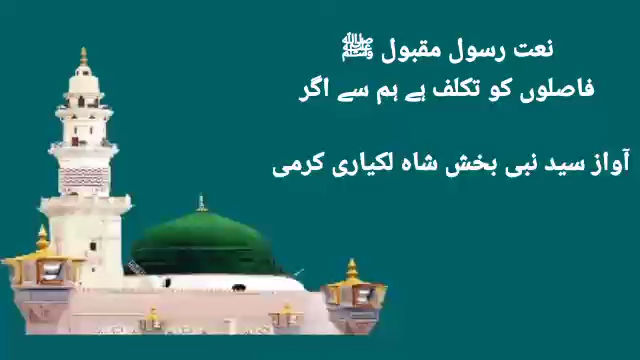 نعت رسول مقبول ﷺ
فاصلوں کو تکلف ہے ہم سے اگر
آواز سید نبی بخش شاہ لکیاری کرمی